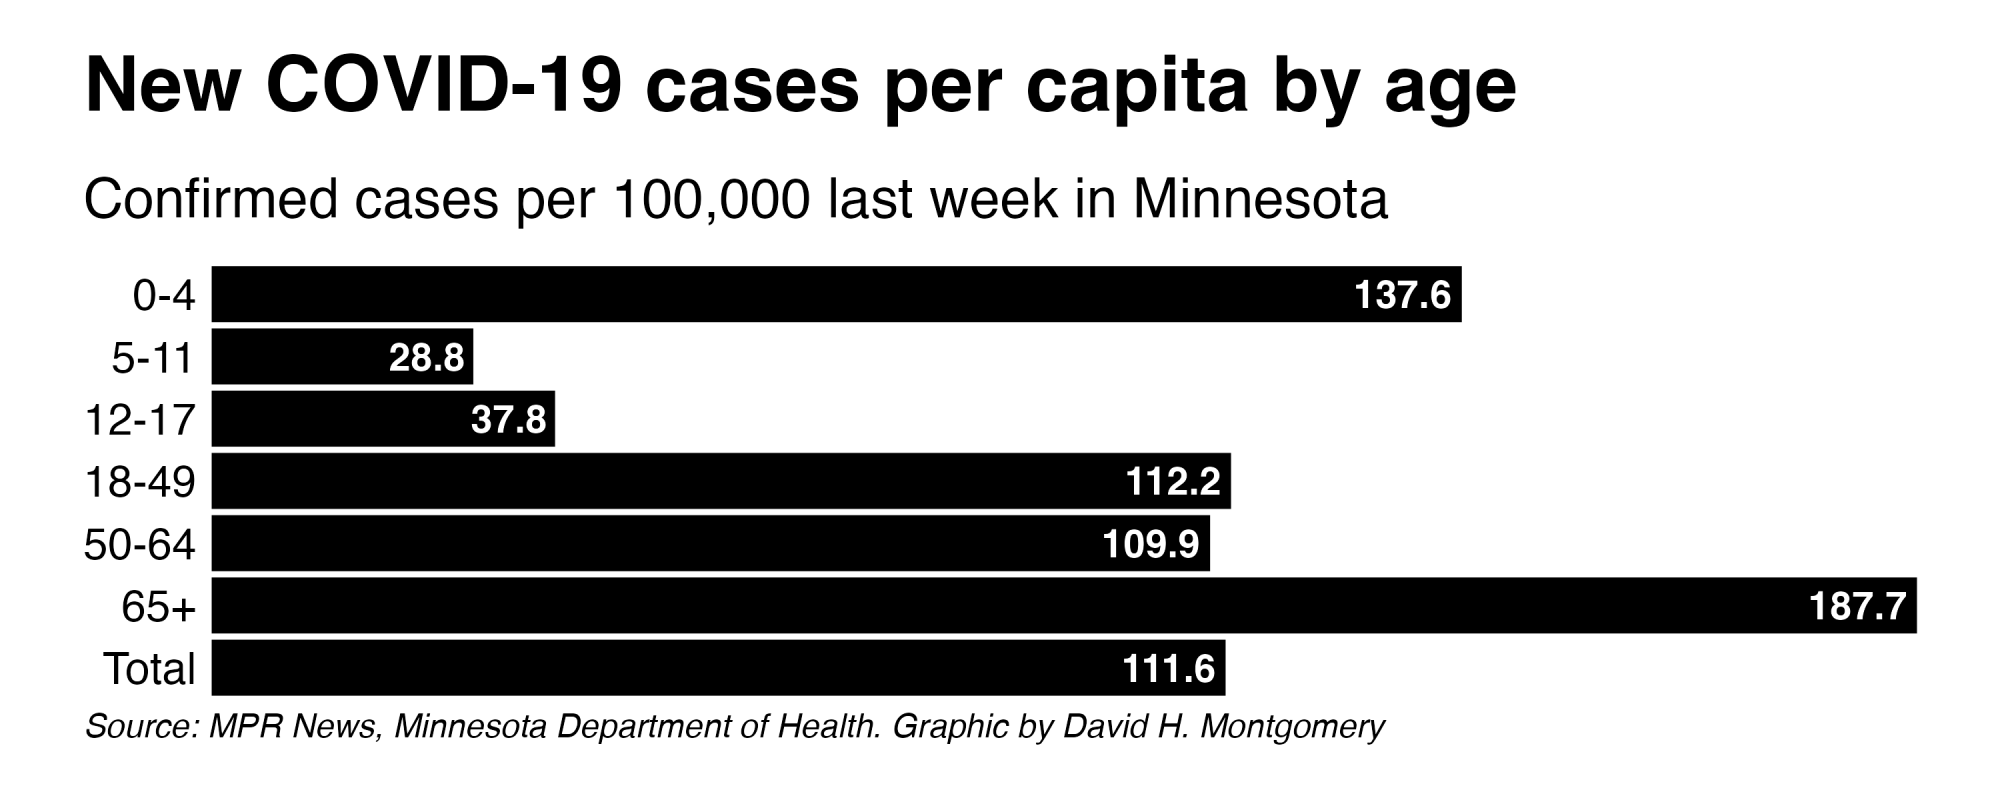 New COVID-19 cases per capita by age
Confirmed cases per 100,000 last week in Minnesota
0-4 137.6
5-11 28.8
12-17 37.8
18-49 112.2
50-64 109.9
65+ 187.7
Total 111.6
Source: MPR News, Minnesota Department of Health. Graphic by David H. Montgomery